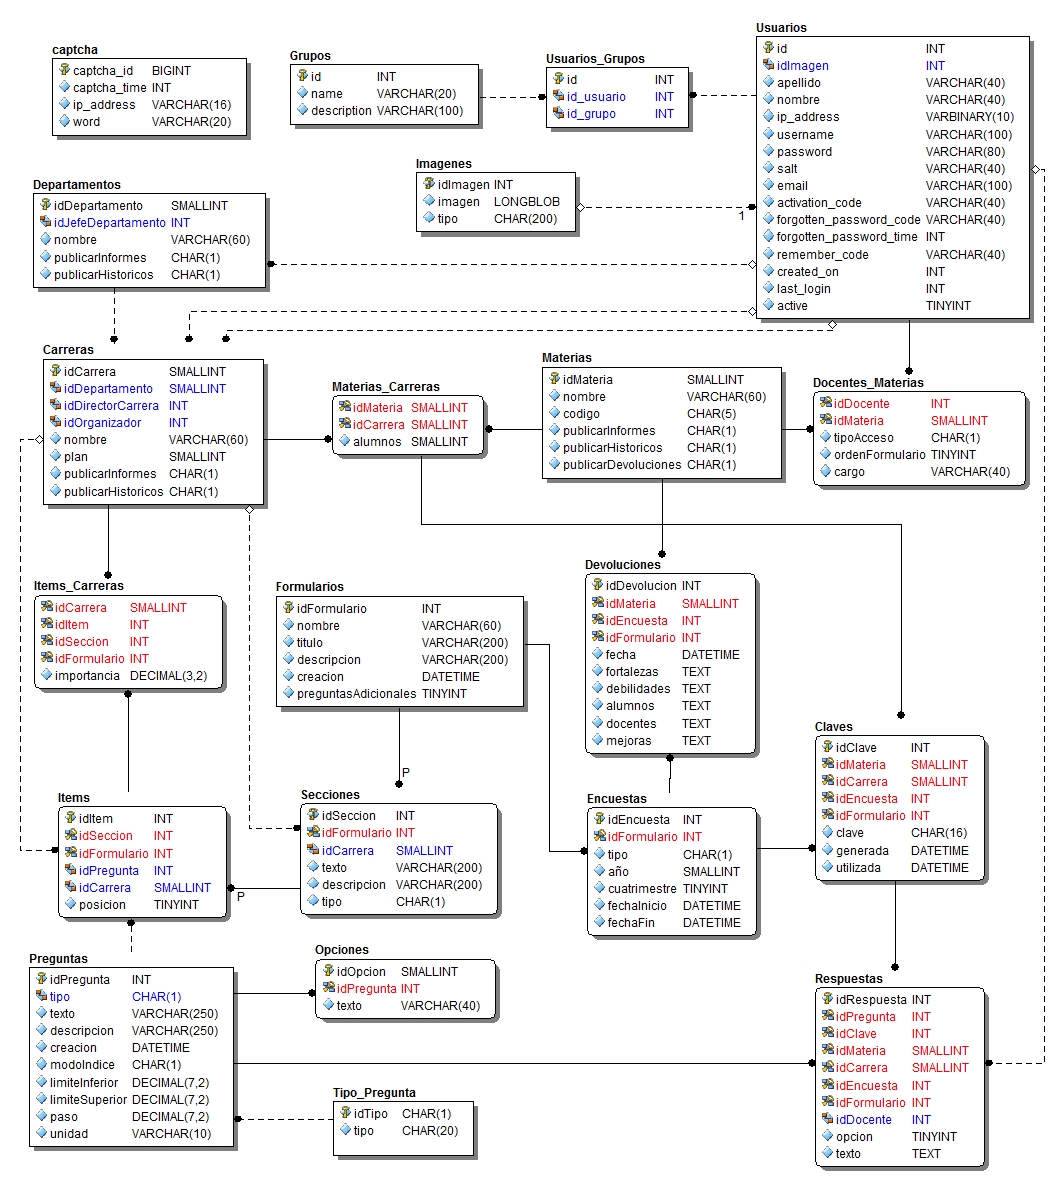 captcha
captcha_id BIGINT
captcha_time INT
ip_address VARCHAR(16)
word VARCHAR(20)
Grupos
id INT
name VARCHAR(20)
description VARCHAR(100)
Usuarios_Grupos
id INT
id_usuario INT
id_grupo INT
Usuarios
id INT
idImagen INT
apellido VARCHAR(40)
nombre VARCHAR(40)
ip_address VARBINARY(10)
username VARCHAR(100)
password VARCHAR(80)
salt VARCHAR(40)
email VARCHAR(100)
activation_code VARCHAR(40)
forgotten_password_code VARCHAR(40)
forgotten_password_time INT
remember_code VARCHAR(40)
created_on INT
last_login INT
active TINYINT
Imagenes
idImagen INT
imagen LONGBLOB
tipo CHAR(200)
1
Departamentos
idDepartamento SMALLINT
idJefeDepartamento INT
nombre VARCHAR(60)
publicarInformes CHAR(1)
publicarHistoricos CHAR(1)
Carreras
idCarrera SMALLINT
idDepartamento SMALLINT
idDirectorCarrera INT
idOrganizador INT
nombre VARCHAR(60)
plan SMALLINT
publicarInformes CHAR(1)
publicarHistoricos CHAR(1)
Materias_Carreras
idMateria SMALLINT
idCarrera SMALLINT
alumnos SMALLINT
Materias
idMateria SMALLINT
nombre VARCHAR(60)
codigo CHAR(5)
publicarInformes CHAR(1)
publicarHistoricos CHAR(1)
publicarDevoluciones CHAR(1)
Docentes_Materias
idDocente INT
idMateria SMALLINT
tipoAcceso CHAR(1)
ordenFormulario TINYINT
cargo VARCHAR(40)
Items_Carreras
idCarrera SMALLINT
idItem INT
idSeccion INT
idFormulario INT
importancia DECIMAL(3,2)
Formularios
idFormulario INT
nombre VARCHAR(60)
titulo VARCHAR(200)
descripcion VARCHAR(200)
creacion DATETIME
preguntasAdicionales TINYINT
P
Devoluciones
idDevolucion INT
idMateria SMALLINT
idEncuesta INT
idFormulario INT
fecha DATETIME
fortalezas TEXT
debilidades TEXT
alumnos TEXT
docentes TEXT
mejoras TEXT
Claves
idClave INT
idMateria SMALLINT
idCarrera SMALLINT
idEncuesta INT
idFormulario INT
clave CHAR(16)
generada DATETIME
utilizada DATETIME
Items
idItem INT
idSeccion INT
idFormulario INT
idPregunta INT
idCarrera SMALLINT
posicion TINYINT
P
Secciones
idSeccion INT
idFormulario INT
idCarrera SMALLINT
texto VARCHAR(200)
descripcion VARCHAR(200)
tipo CHAR(1)
Encuestas
idEncuesta INT
idFormulario INT
tipo CHAR(1)
año SMALLINT
cuatrimestre TINYINT
fechaInicio DATETIME
fechaFin DATETIME
Preguntas
idPregunta INT
tipo CHAR(1)
texto VARCHAR(250)
descripcion VARCHAR(250)
creacion DATETIME
modoIndice CHAR(1)
limiteInferior DECIMAL(7,2)
limiteSuperior DECIMAL(7,2)
paso DECIMAL(7,2)
unidad VARCHAR(10)
Opciones
idOpcion SMALLINT
idPregunta INT
texto VARCHAR(40)
Tipo_Pregunta
idTipo CHAR(1)
tipo CHAR(20)
Respuestas
idRespuesta INT
idPregunta INT
idClave INT
idMateria SMALLINT
idCarrera SMALLINT
idEncuesta INT
idFormulario INT
idDocente INT
opcion TINYINT
texto TEXT